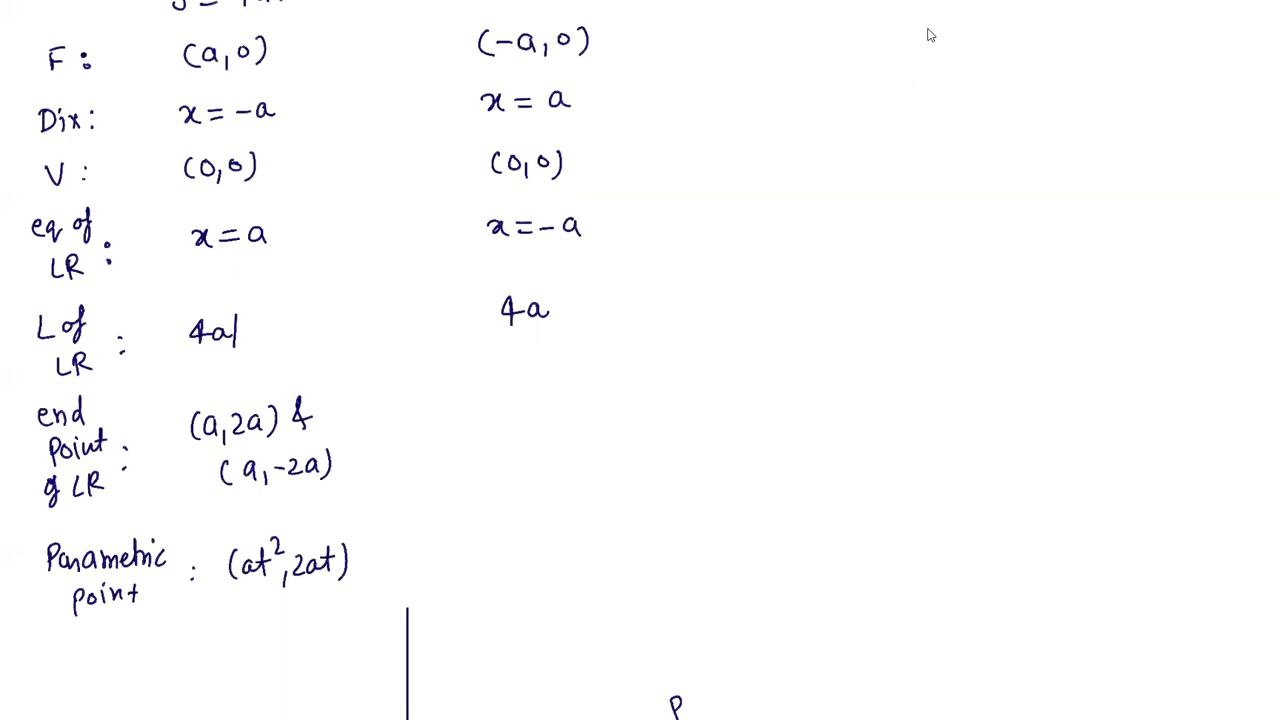 F : (a, 0) (-a, 0)
Dix : x = -a x = a
V : (0, 0) (0, 0)
eq of
LR : x = a x = -a
L of
LR : 4a| 4a
end (a, 2a) &
Point : (a, -2a)
of LR
Parametric : (at², 2at)
point
P